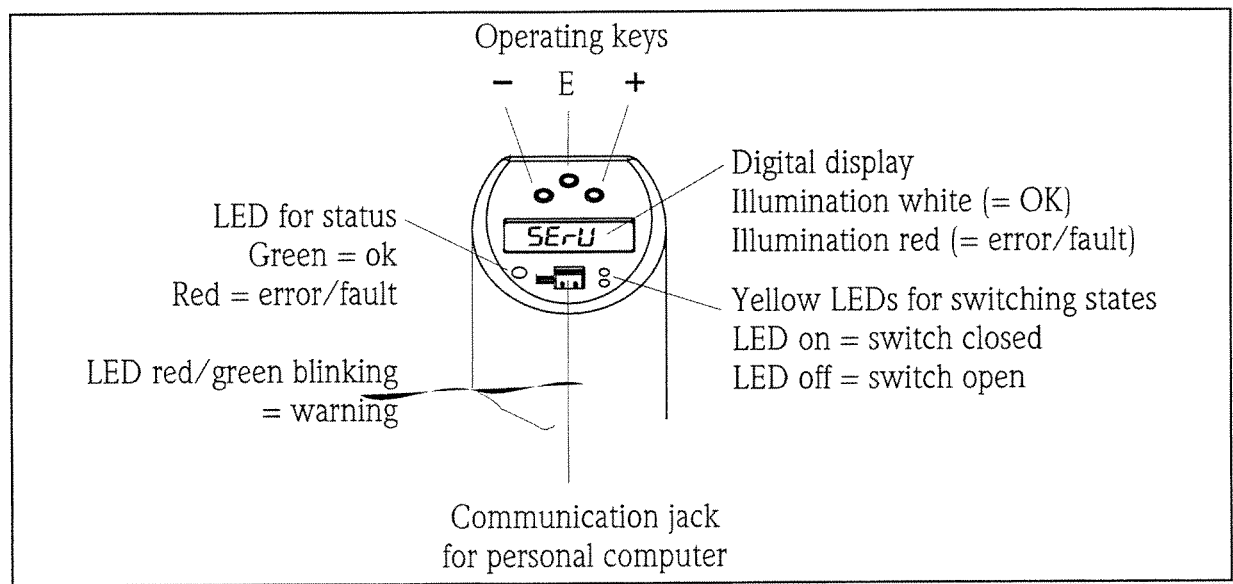 Operating keys
− E +
Digital display
Illumination white (= OK)
Illumination red (= error/fault)
LED for status
Green = ok
Red = error/fault
SErU
Yellow LEDs for switching states
LED on = switch closed
LED off = switch open
LED red/green blinking
= warning
Communication jack
for personal computer